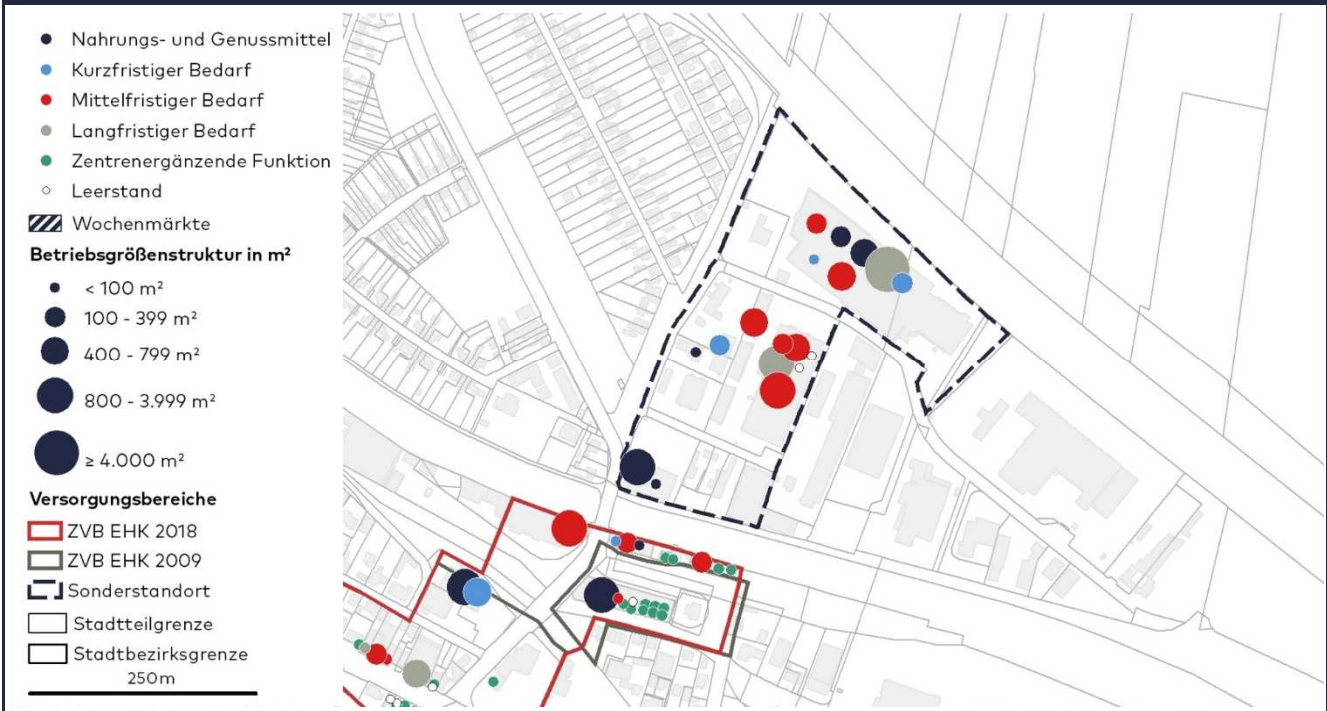 Nahrungs- und Genussmittel
Kurzfristiger Bedarf
Mittelfristiger Bedarf
Langfristiger Bedarf
Zentrenergänzende Funktion
Leerstand
Wochenmärkte
Betriebsgrößenstruktur in m²
< 100 m²
100 - 399 m²
400 - 799 m²
800 - 3.999 m²
≥ 4.000 m²
Versorgungsbereiche
ZVB EHK 2018
ZVB EHK 2009
Sonderstandort
Stadtteilgrenze
Stadtbezirksgrenze
250m